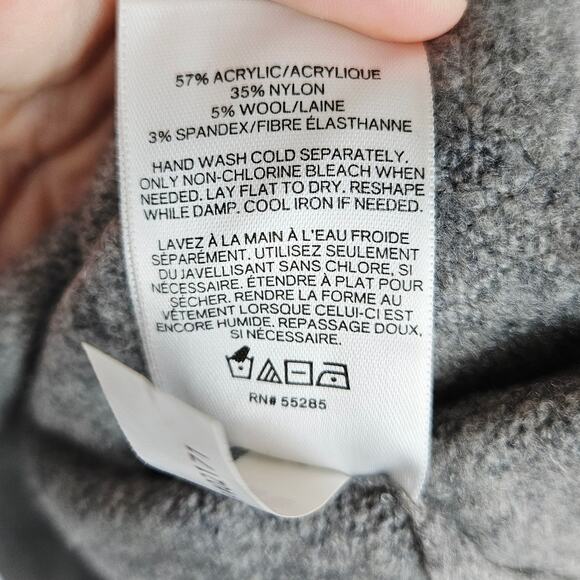 57% ACRYLIC/ACRYLIQUE
35% NYLON
5% WOOL/LAINE
3% SPANDEX/FIBRE ÉLASTHANNE
HAND WASH COLD SEPARATELY.
ONLY NON-CHLORINE BLEACH WHEN
NEEDED. LAY FLAT TO DRY. RESHAPE
WHILE DAMP. COOL IRON IF NEEDED.
LAVEZ À LA MAIN À L'EAU FROIDE
SÉPARÉMENT. UTILISEZ SEULEMENT
DU JAVELLISANT SANS CHLORE, SI
NÉCESSAIRE. ÉTENDRE À PLAT POUR
SÉCHER. RENDRE LA FORME AU
VÊTEMENT LORSQUE CELUI-CI EST
ENCORE HUMIDE. REPASSAGE DOUX,
SI NÉCESSAIRE.
RN# 55285